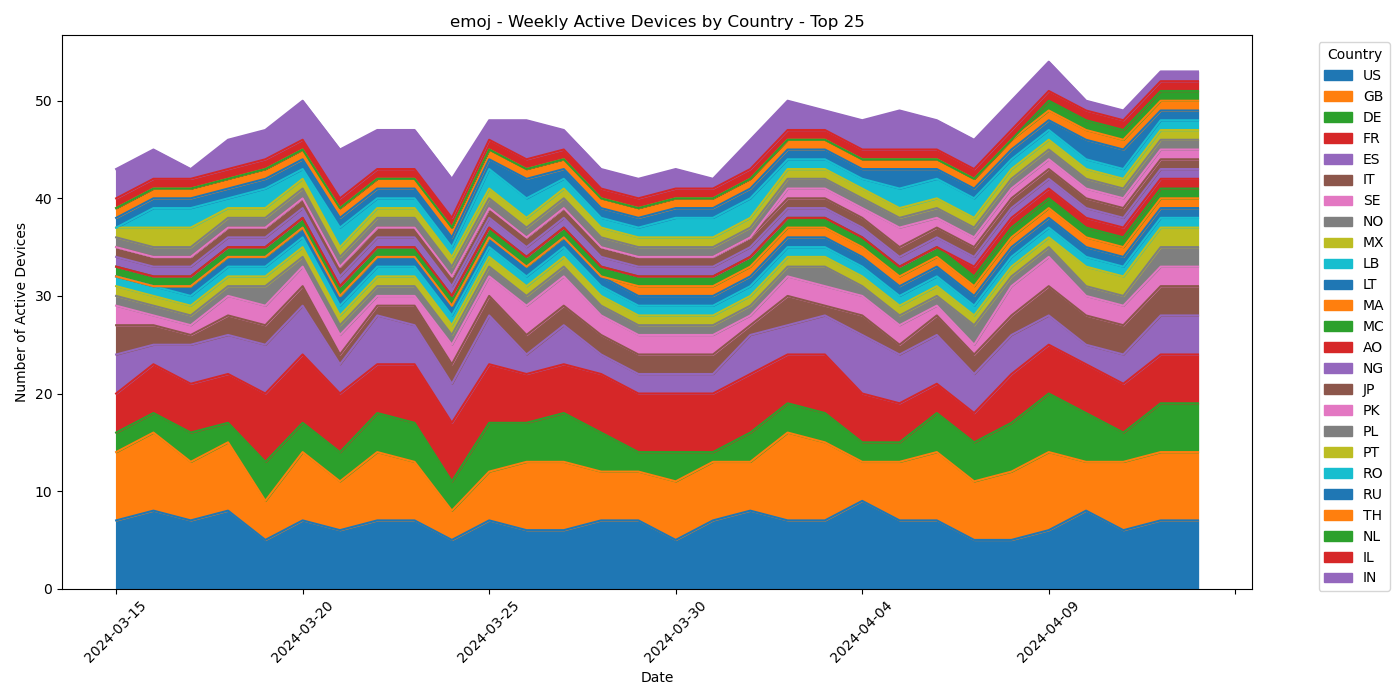 emoj - Weekly Active Devices by Country - Top 25
Number of Active Devices
50
40
30
20
10
0
2024-03-15
2024-03-20
2024-03-25
2024-03-30
2024-04-04
2024-04-09
Date
Country
US
GB
DE
FR
ES
IT
SE
NO
MX
LB
LT
MA
MC
AO
NG
JP
PK
PL
PT
RO
RU
TH
NL
IL
IN